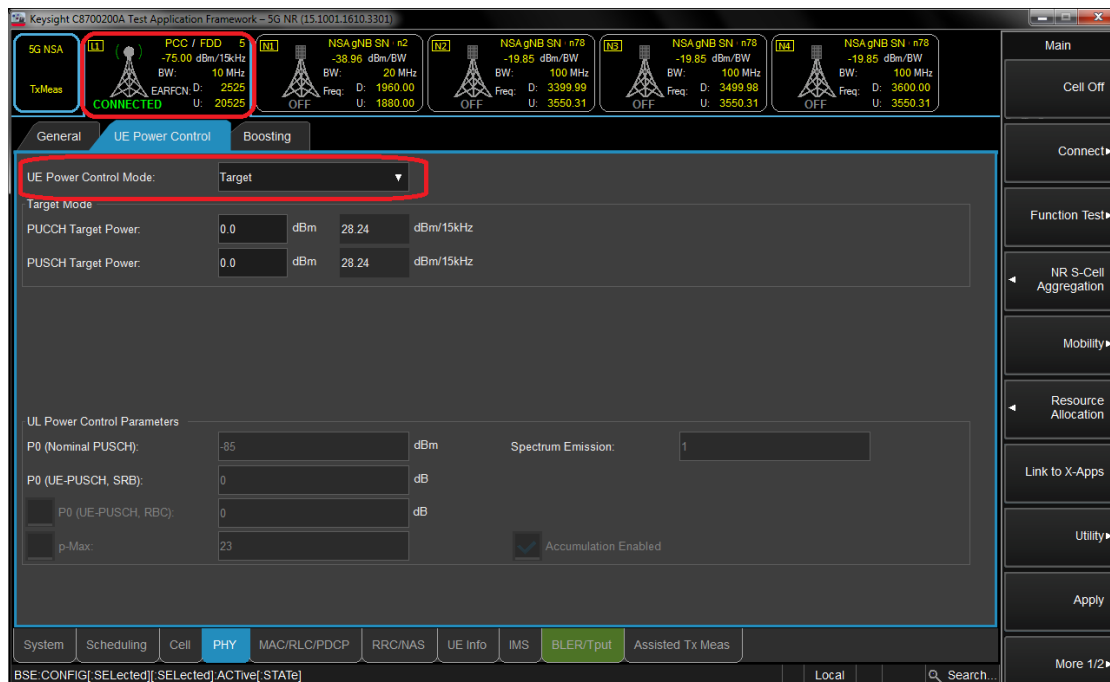 Keysight C8700200A Test Application Framework – 5G NR (15.1001.1610.3301)
5G NSA
TxMeas
L1
PCC / FDD 5
-75.00 dBm/15kHz
BW: 10 MHz
EARFCN: D: 2525
CONNECTED U: 20525
N1
NSA gNB SN · n2
-38.96 dBm/BW
BW: 20 MHz
Freq: D: 1960.00
OFF U: 1880.00
N2
NSA gNB SN · n78
-19.85 dBm/BW
BW: 100 MHz
Freq: D: 3399.99
OFF U: 3550.31
N3
NSA gNB SN · n78
-19.85 dBm/BW
BW: 100 MHz
Freq: D: 3499.98
OFF U: 3550.31
N4
NSA gNB SN · n78
-19.85 dBm/BW
BW: 100 MHz
Freq: D: 3600.00
OFF U: 3550.31
General UE Power Control Boosting
UE Power Control Mode: Target
Target Mode
PUCCH Target Power: 0.0 dBm 28.24 dBm/15kHz
PUSCH Target Power: 0.0 dBm 28.24 dBm/15kHz
UL Power Control Parameters
P0 (Nominal PUSCH): -85 dBm Spectrum Emission: 1
P0 (UE-PUSCH, SRB): 0 dB
P0 (UE-PUSCH, RBC): 0 dB
p-Max: 23 Accumulation Enabled
System Scheduling Cell PHY MAC/RLC/PDCP RRC/NAS UE Info IMS BLER/Tput Assisted Tx Meas
BSE:CONFIG[:SELected][:SELected]:ACTive[:STATe] Local Search...
Main
Cell Off
Connect
Function Test
NR S-Cell
Aggregation
Mobility
Resource
Allocation
Link to X-Apps
Utility
Apply
More 1/2